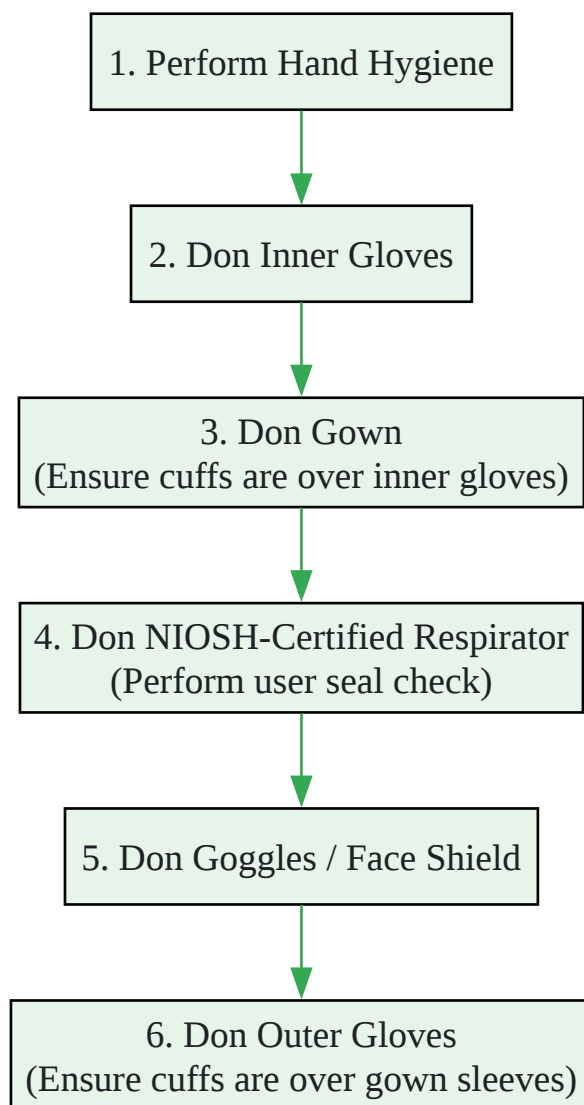 1. Perform Hand Hygiene
2. Don Inner Gloves
3. Don Gown
(Ensure cuffs are over inner gloves)
4. Don NIOSH-Certified Respirator
(Perform user seal check)
5. Don Goggles / Face Shield
6. Don Outer Gloves
(Ensure cuffs are over gown sleeves)